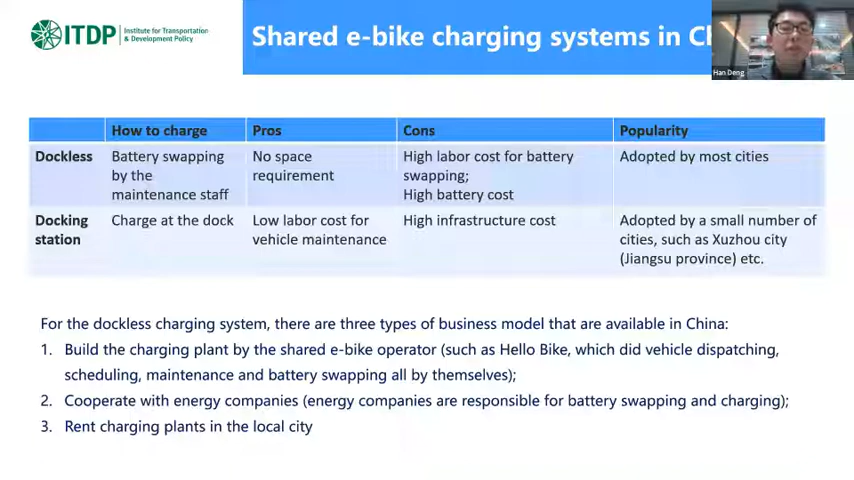 ITDP
Institute for Transportation
& Development Policy
Shared e-bike charging systems in
Han Deng
How to charge Pros Cons Popularity
Dockless Battery swapping by the maintenance staff No space requirement High labor cost for battery swapping; High battery cost Adopted by most cities
Docking station Charge at the dock Low labor cost for vehicle maintenance High infrastructure cost Adopted by a small number of cities, such as Xuzhou city (Jiangsu province) etc.
For the dockless charging system, there are three types of business model that are available in China:
1. Build the charging plant by the shared e-bike operator (such as Hello Bike, which did vehicle dispatching,
scheduling, maintenance and battery swapping all by themselves);
2. Cooperate with energy companies (energy companies are responsible for battery swapping and charging);
3. Rent charging plants in the local city